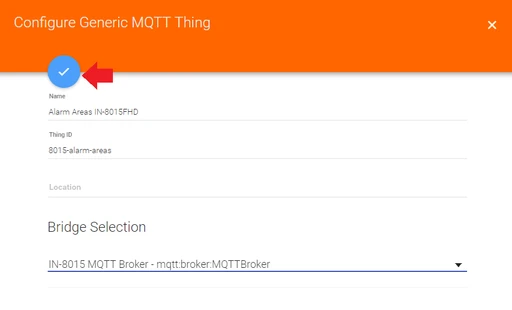 Configure Generic MQTT Thing
Name
Alarm Areas IN-8015FHD
Thing ID
8015-alarm-areas
Location
Bridge Selection
IN-8015 MQTT Broker - mqtt:broker:MQTTBroker